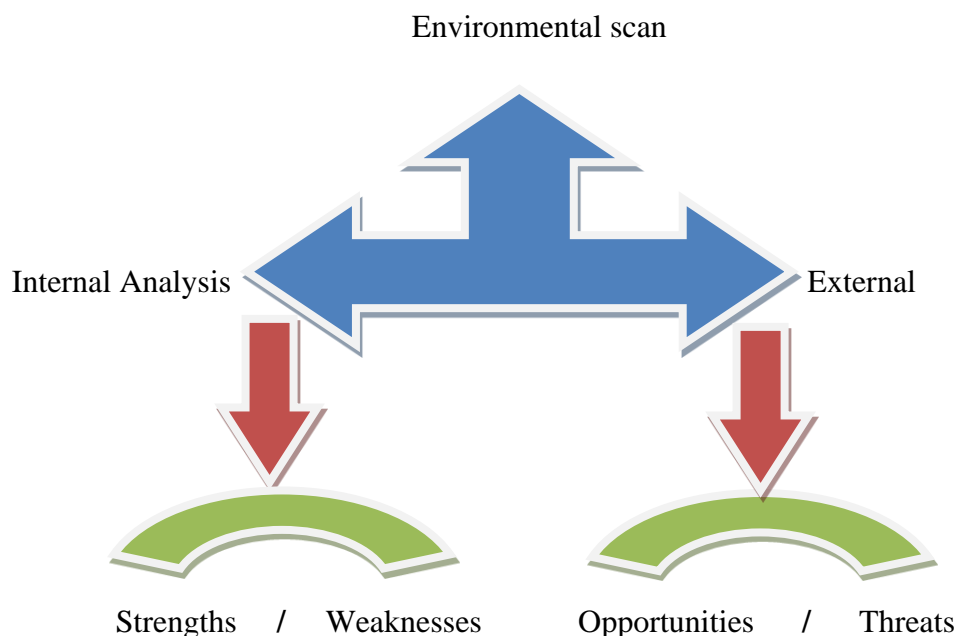 Environmental scan
Internal Analysis External
Strengths / Weaknesses Opportunities / Threats